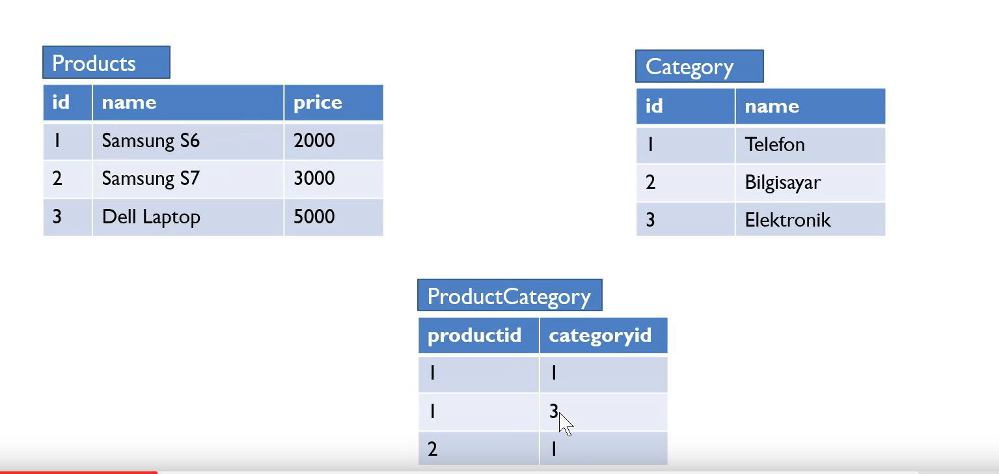 Products
id name price
1 Samsung S6 2000
2 Samsung S7 3000
3 Dell Laptop 5000
Category
id name
1 Telefon
2 Bilgisayar
3 Elektronik
ProductCategory
productid categoryid
1 1
1 3
2 1